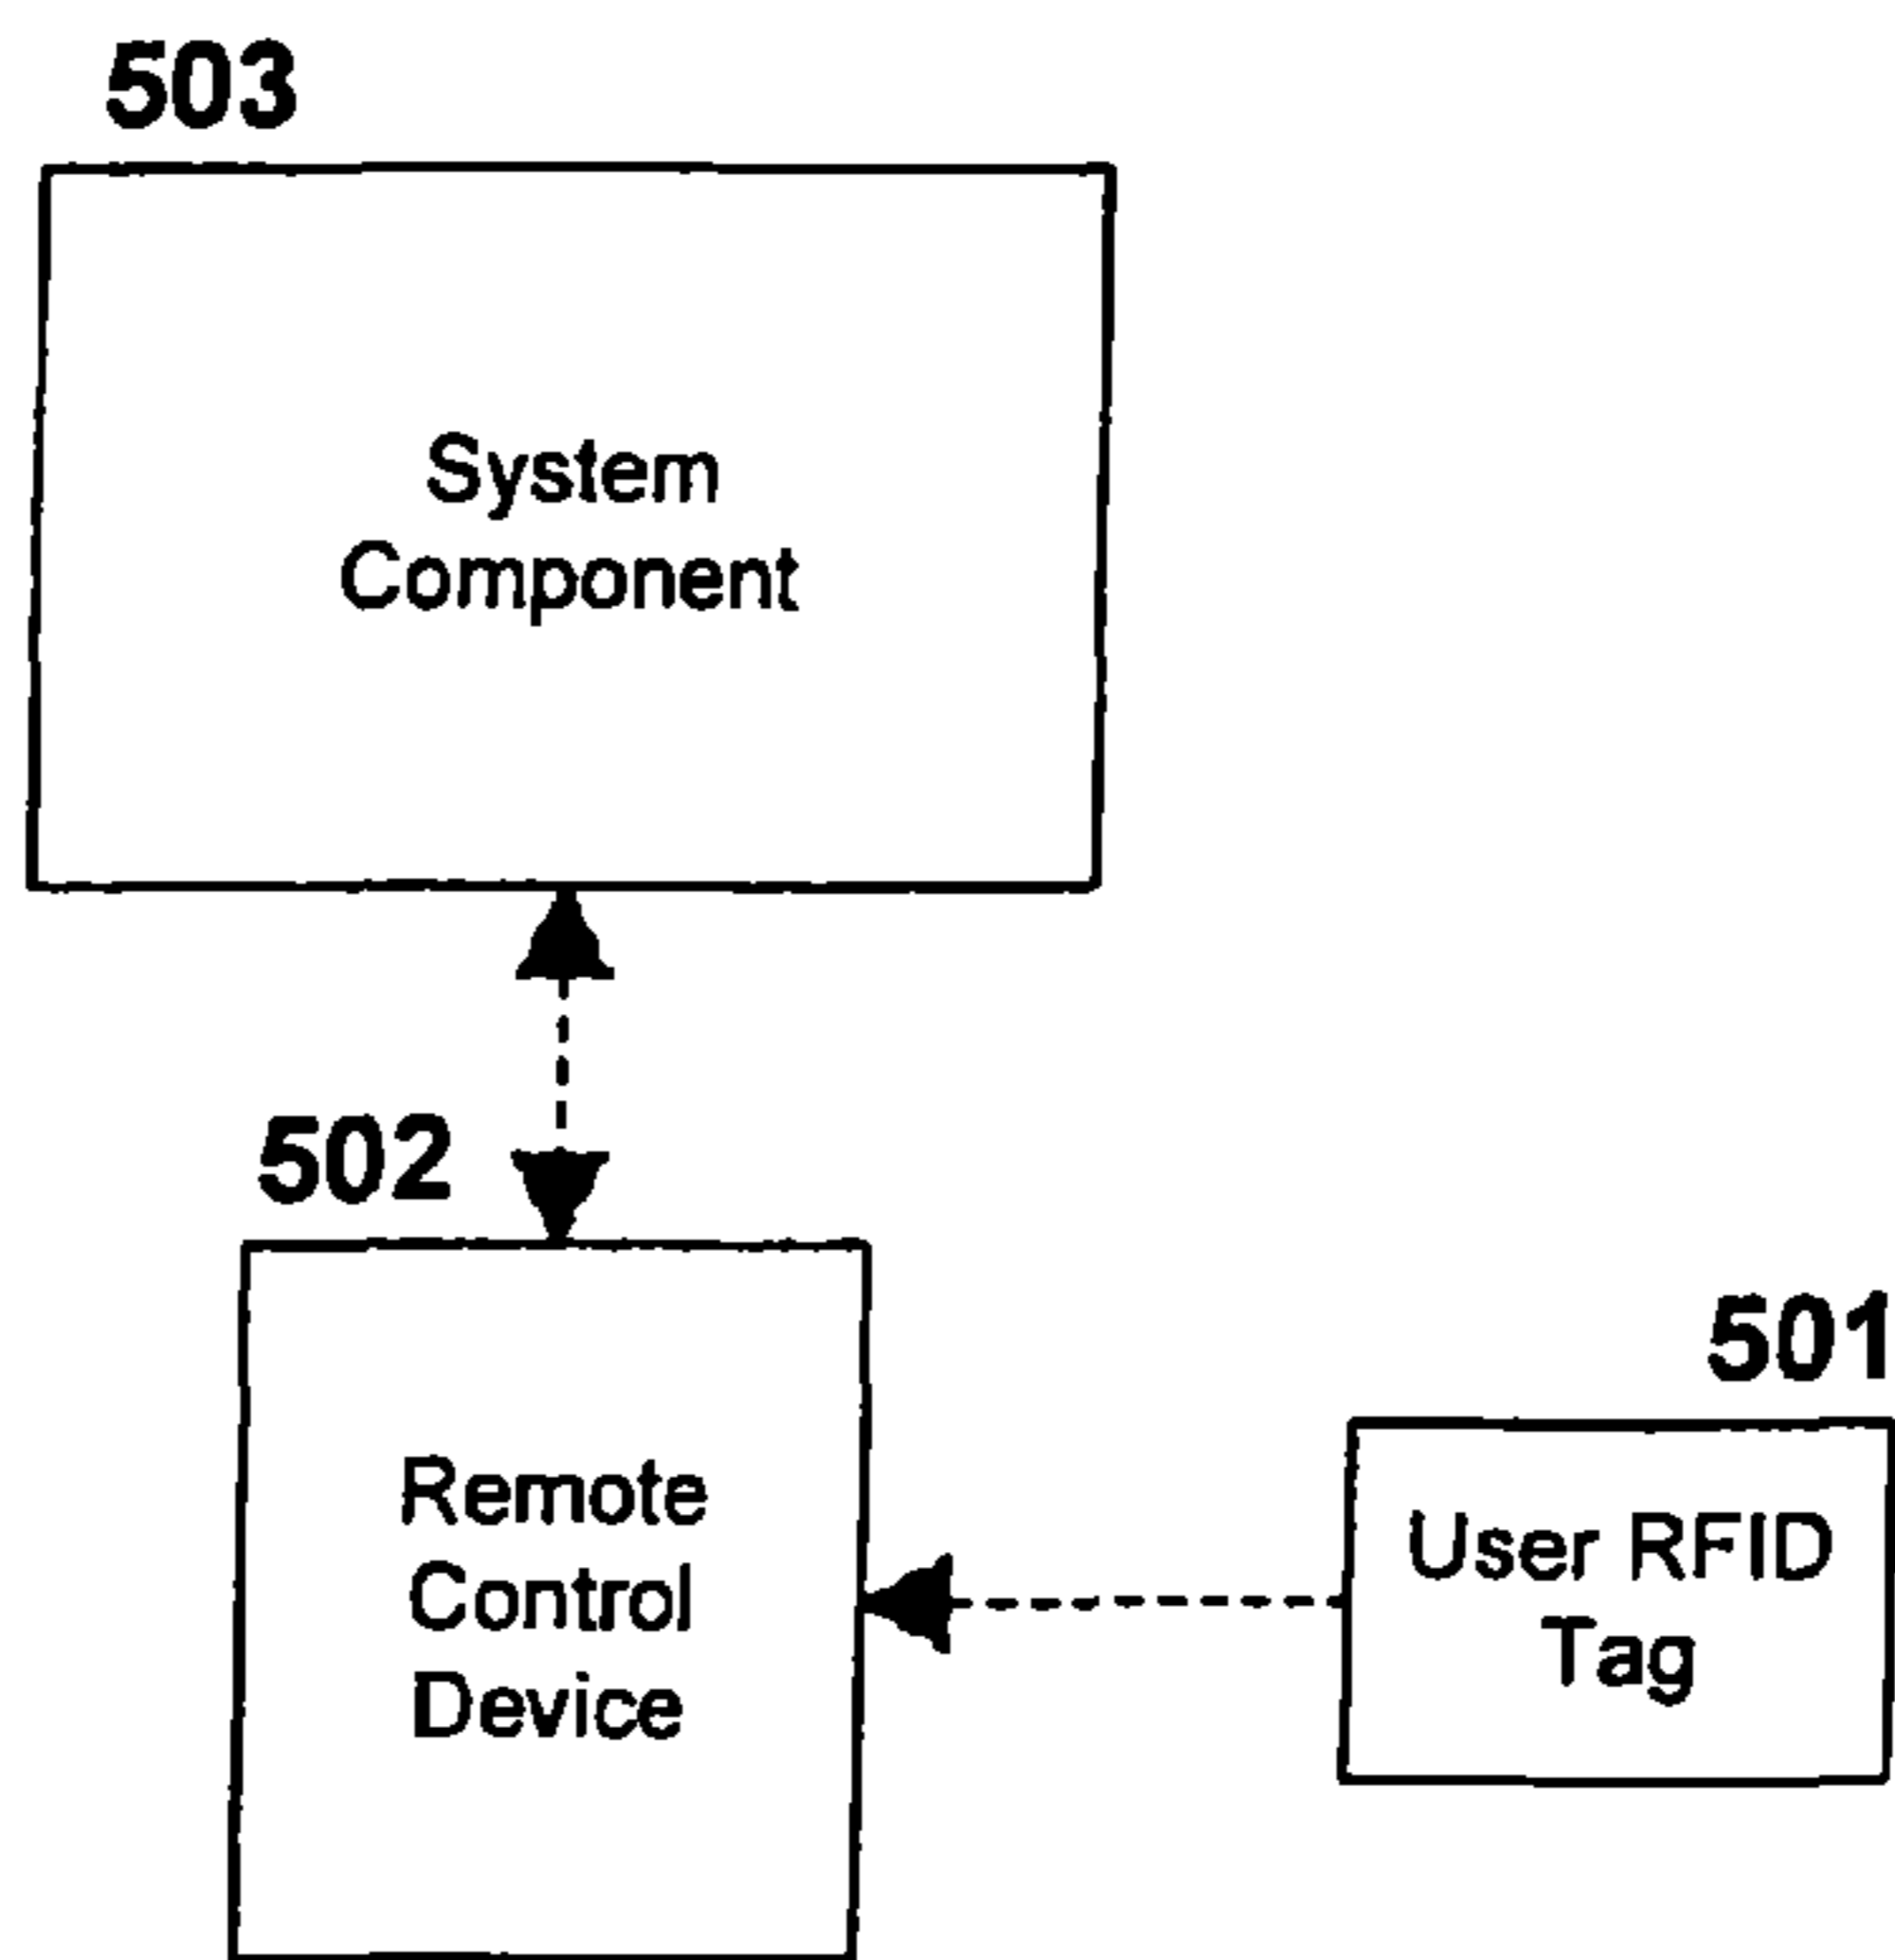 503
System
Component
502
Remote
Control
Device
501
User RFID
Tag